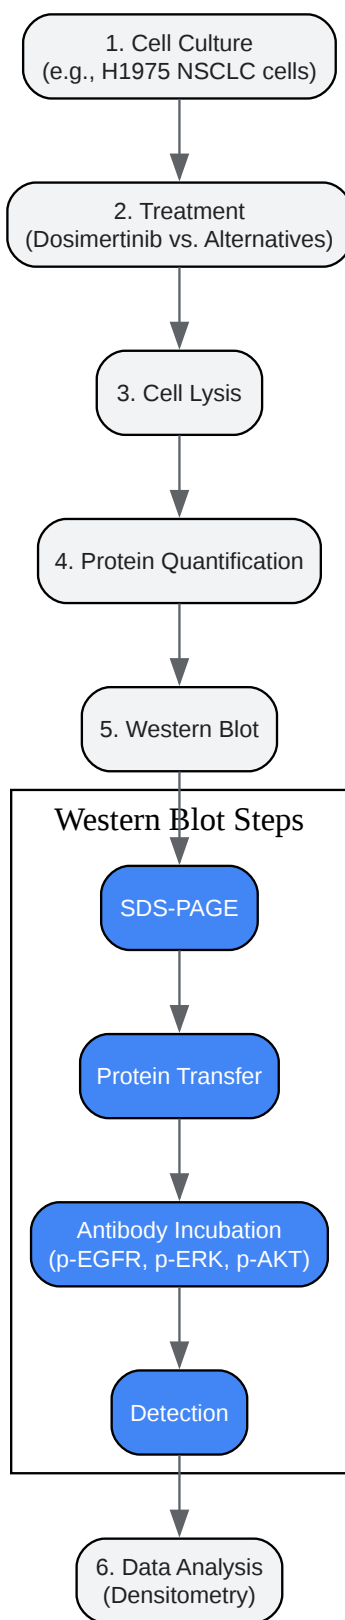 1. Cell Culture
(e.g., H1975 NSCLC cells)
2. Treatment
(Dosimertinib vs. Alternatives)
3. Cell Lysis
4. Protein Quantification
5. Western Blot
Western Blot Steps
SDS-PAGE
Protein Transfer
Antibody Incubation
(p-EGFR, p-ERK, p-AKT)
Detection
6. Data Analysis
(Densitometry)